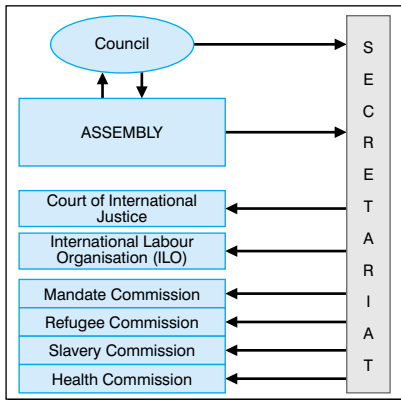 Council
ASSEMBLY
Court of International
Justice
International Labour
Organisation (ILO)
Mandate Commission
Refugee Commission
Slavery Commission
Health Commission
S
E
C
R
E
T
A
R
I
A
T